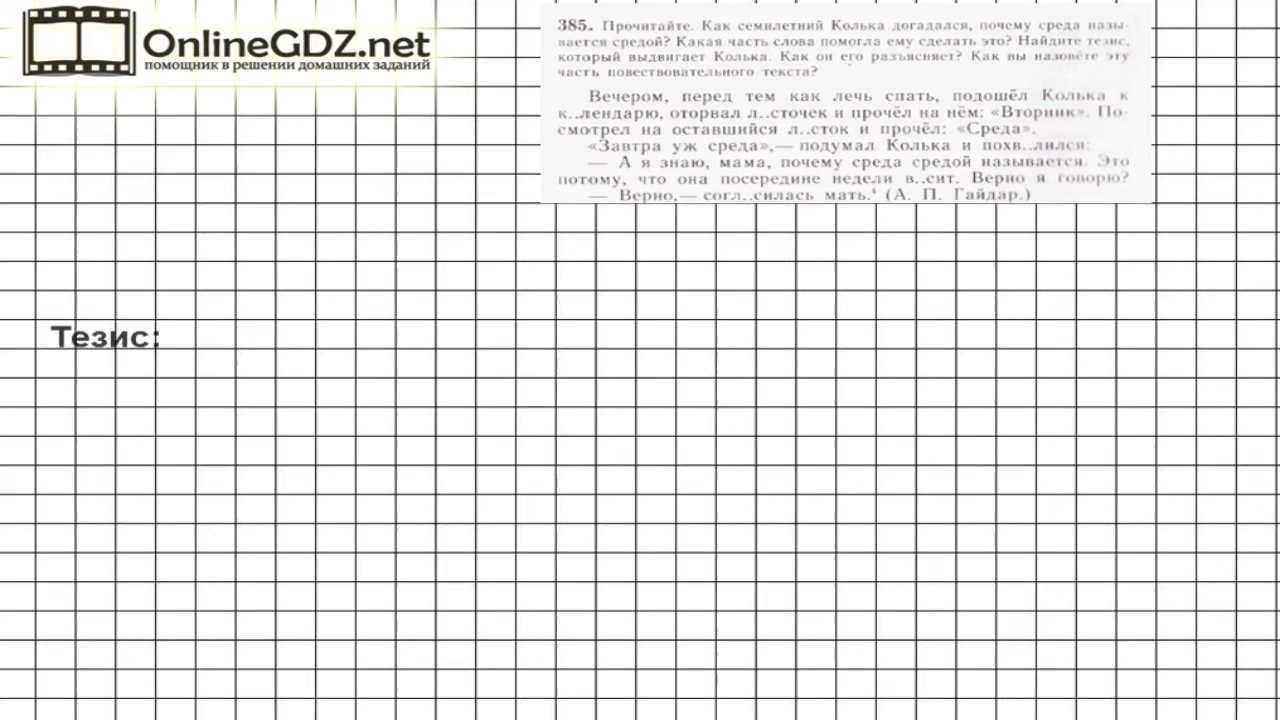 OnlineGDZ.net
помощник в решении домашних заданий
385. Прочитайте. Как семилетний Колька догадался, почему среда назы-
вается средой? Какая часть слова помогла ему сделать это? Найдите тезис,
который выдвигает Колька. Как он его разъясняет? Как вы назовёте эту
часть повествовательного текста?
Вечером, перед тем как лечь спать, подошёл Колька к
к..лендарю, оторвал л..сточек и прочёл на нём: «Вторник». По-
смотрел на оставшийся л..сток и прочёл: «Среда».
«Завтра уж среда»,— подумал Колька и похв..лился:
— А я знаю, мама, почему среда средой называется. Это
потому, что она посередине недели в..сит. Верно я говорю?
— Верно,— согл..силась мать.⁴ (А. П. Гайдар.)
Тезис: